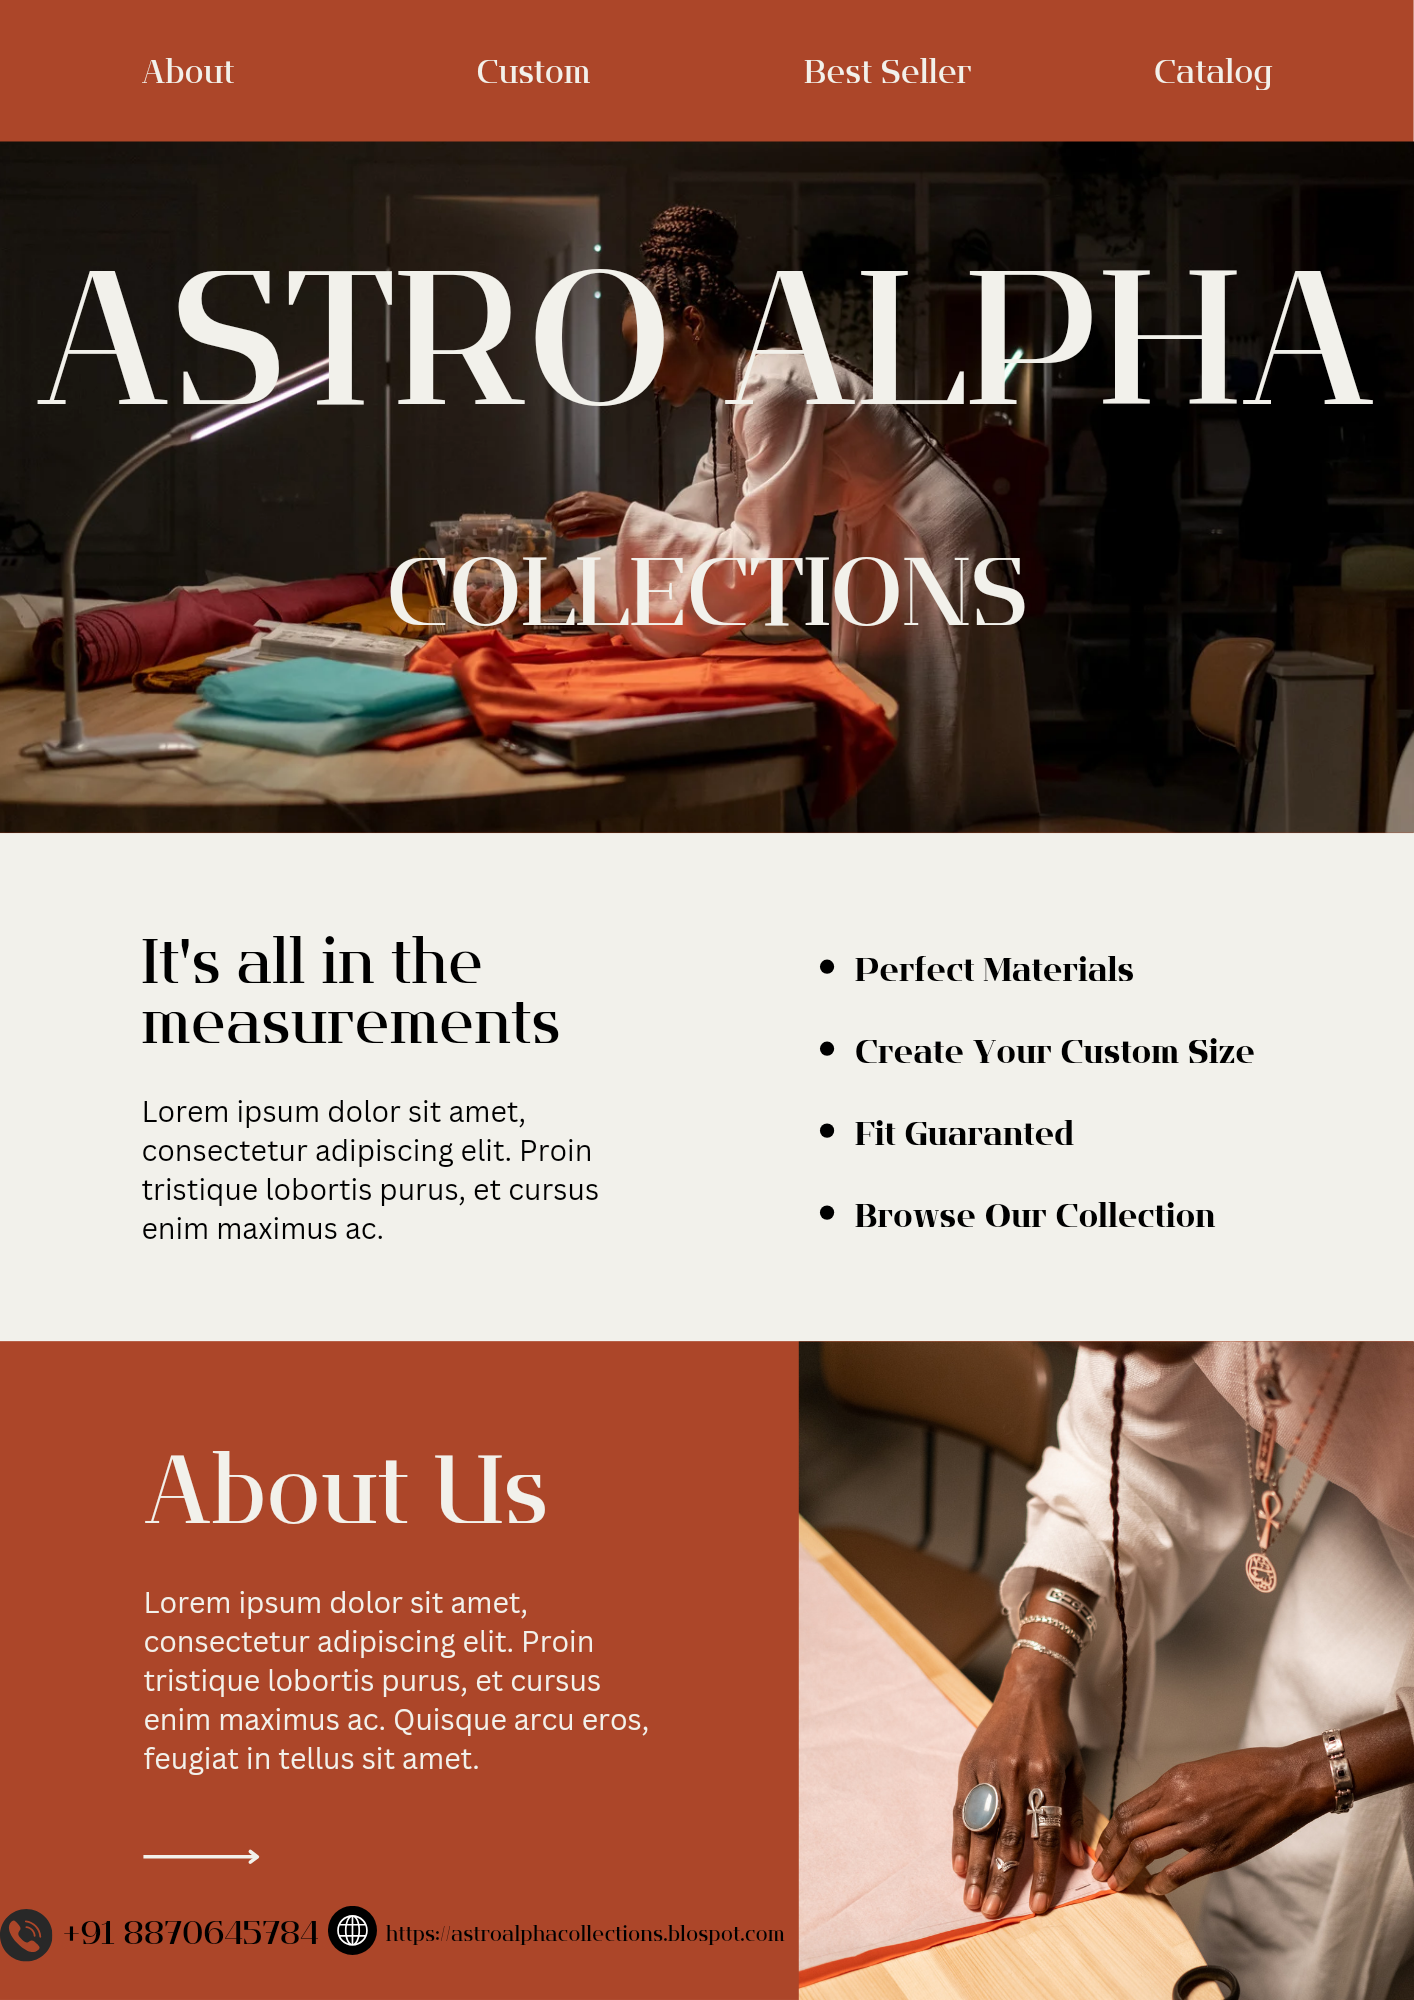 About
Custom
Best Seller
Catalog
ASTRO ALPHA
COLLECTIONS
It's all in the
measurements
Lorem ipsum dolor sit amet,
consectetur adipiscing elit. Proin
tristique lobortis purus, et cursus
enim maximus ac.
Perfect Materials
Create Your Custom Size
Fit Guaranted
Browse Our Collection
About Us
Lorem ipsum dolor sit amet,
consectetur adipiscing elit. Proin
tristique lobortis purus, et cursus
enim maximus ac. Quisque arcu eros,
feugiat in tellus sit amet.
+91 8870645784
https://astroalphacollections.blospot.com